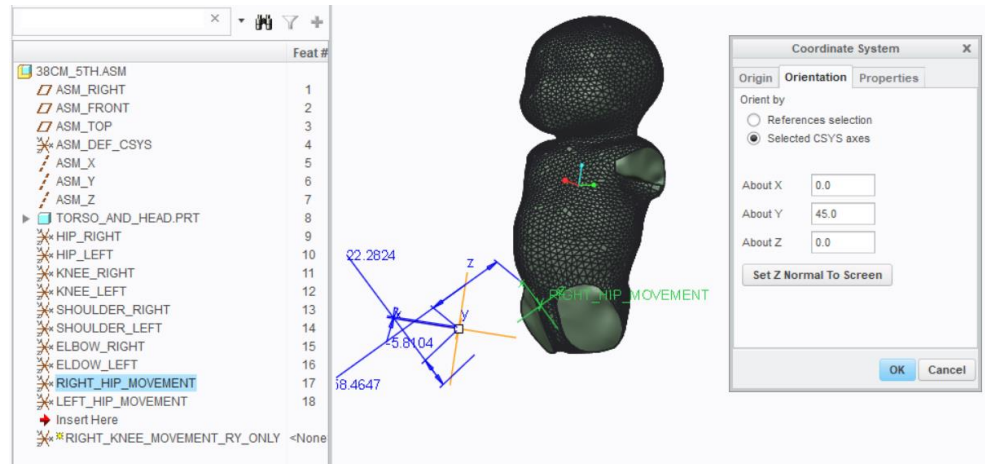 Feat #
38CM_5TH.ASM
ASM_RIGHT 1
ASM_FRONT 2
ASM_TOP 3
ASM_DEF_CSYS 4
ASM_X 5
ASM_Y 6
ASM_Z 7
TORSO_AND_HEAD.PRT 8
HIP_RIGHT 9
HIP_LEFT 10
KNEE_RIGHT 11
KNEE_LEFT 12
SHOULDER_RIGHT 13
SHOULDER_LEFT 14
ELBOW_RIGHT 15
ELDOW_LEFT 16
RIGHT_HIP_MOVEMENT 17
LEFT_HIP_MOVEMENT 18
Insert Here
RIGHT_KNEE_MOVEMENT_RY_ONLY <None
22.2824
z
RIGHT_HIP_MOVEMENT
y
-5.8104
8.4647
Coordinate System X
Origin Orientation Properties
Orient by
References selection
Selected CSYS axes
About X 0.0
About Y 45.0
About Z 0.0
Set Z Normal To Screen
OK Cancel